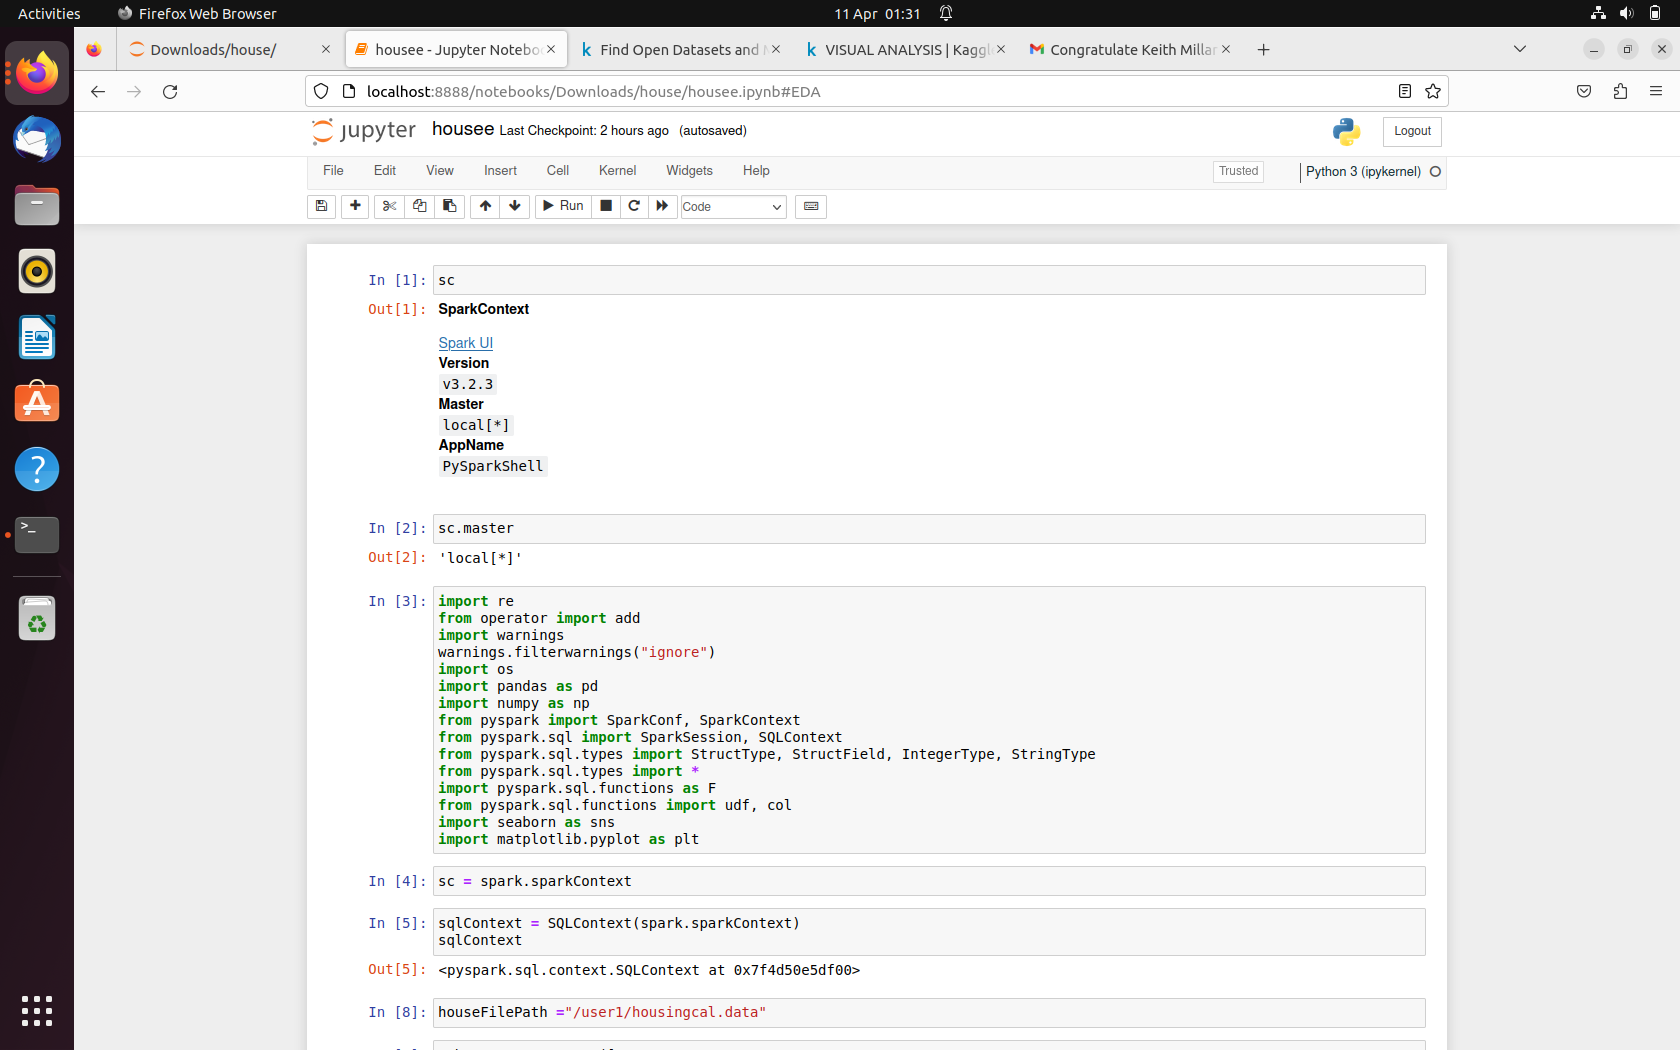 Activities Firefox Web Browser 11 Apr 01:31
Downloads/house/ housee - Jupyter Notebo Find Open Datasets and VISUAL ANALYSIS | Kaggl Congratulate Keith Millar
localhost:8888/notebooks/Downloads/house/housee.ipynb#EDA
jupyter housee Last Checkpoint: 2 hours ago (autosaved) Logout
File Edit View Insert Cell Kernel Widgets Help Trusted Python 3 (ipykernel)
Run Code
In [1]: sc
Out[1]: SparkContext
Spark UI
Version
v3.2.3
Master
local[*]
AppName
PySparkShell
In [2]: sc.master
Out[2]: 'local[*]'
In [3]: import re
from operator import add
import warnings
warnings.filterwarnings("ignore")
import os
import pandas as pd
import numpy as np
from pyspark import SparkConf, SparkContext
from pyspark.sql import SparkSession, SQLContext
from pyspark.sql.types import StructType, StructField, IntegerType, StringType
from pyspark.sql.types import *
import pyspark.sql.functions as F
from pyspark.sql.functions import udf, col
import seaborn as sns
import matplotlib.pyplot as plt
In [4]: sc = spark.sparkContext
In [5]: sqlContext = SQLContext(spark.sparkContext)
sqlContext
Out[5]: <pyspark.sql.context.SQLContext at 0x7f4d50e5df00>
In [8]: houseFilePath ="/user1/housingcal.data"